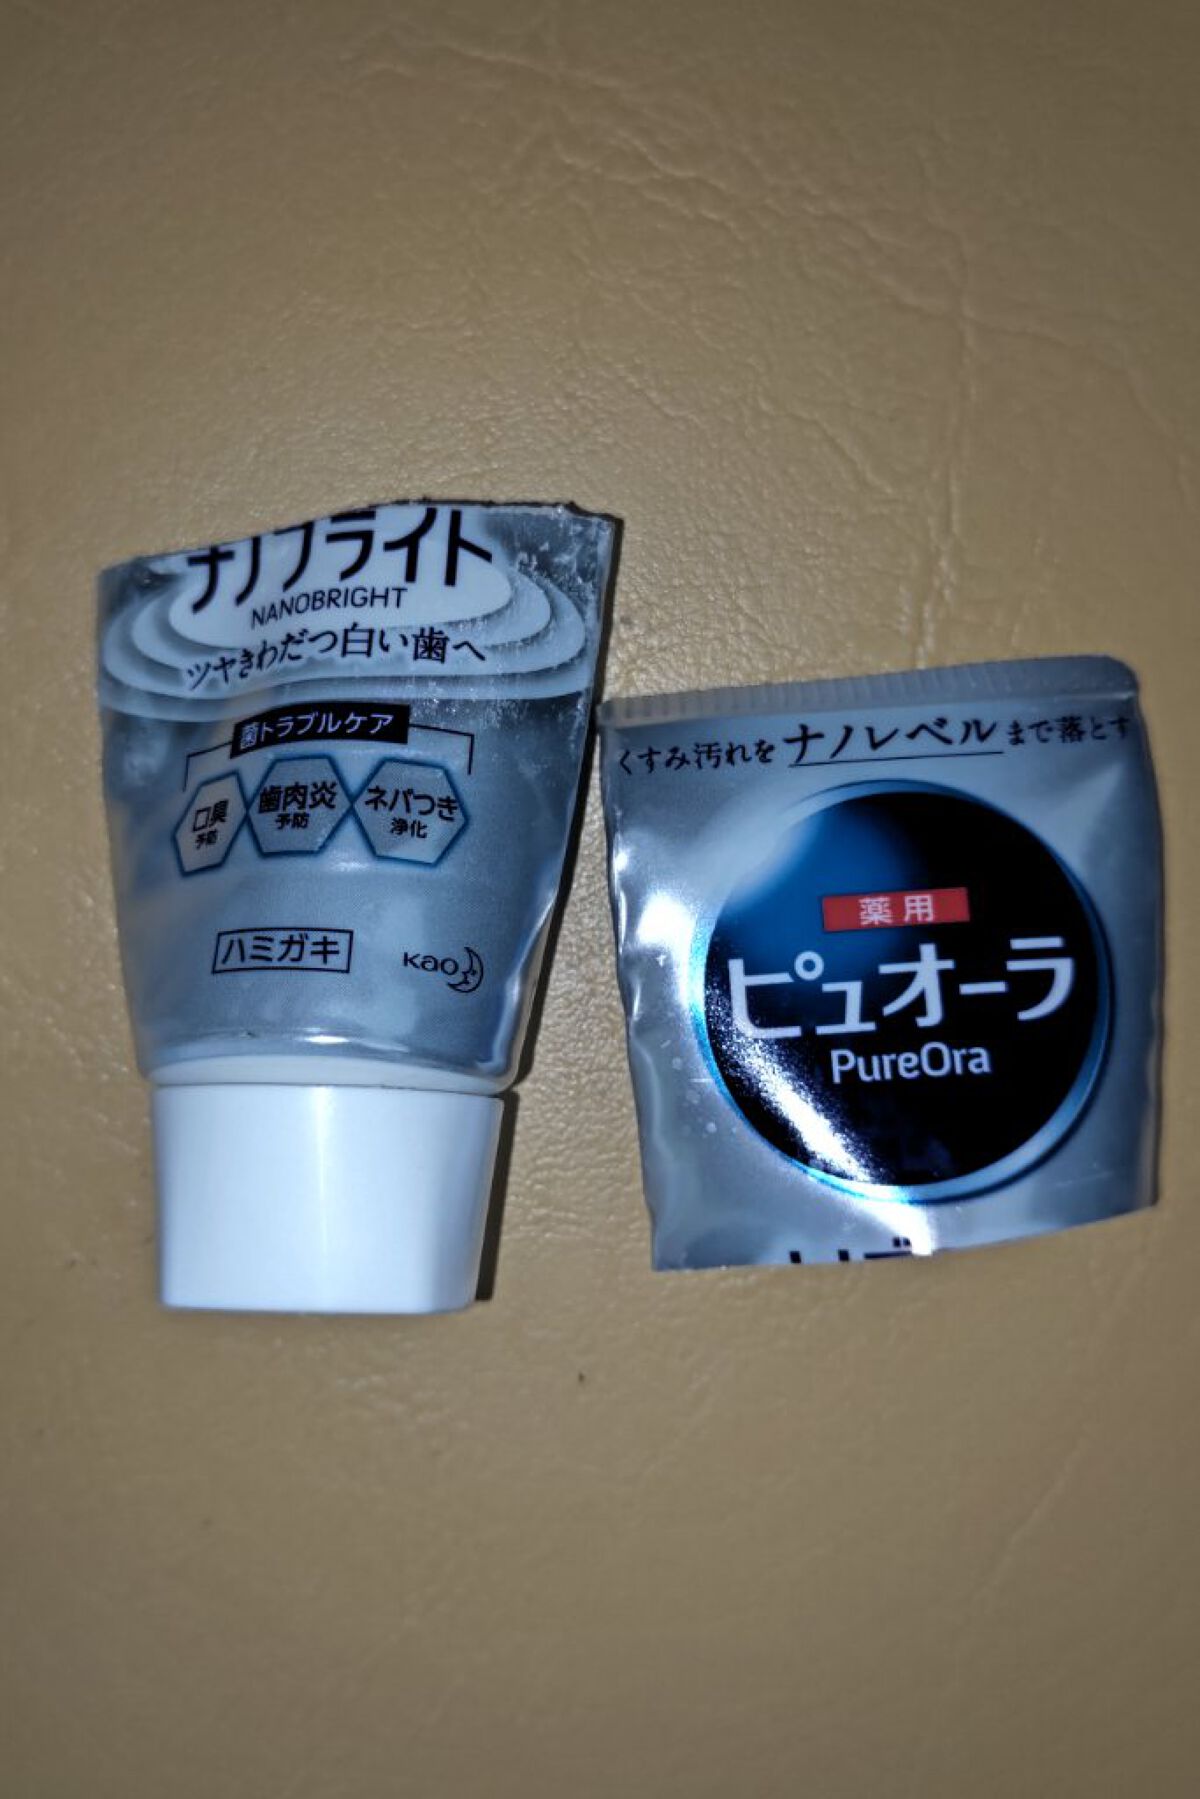 ナノブライト
NANOBRIGHT
ツヤきわだつ白い歯へ
菌トラブルケア
口臭
予防
歯肉炎
予防
ネバつき
浄化
ハミガキ
Kao
くすみ汚れをナノレベルまで落とす
薬用
ピュオーラ
PureOra